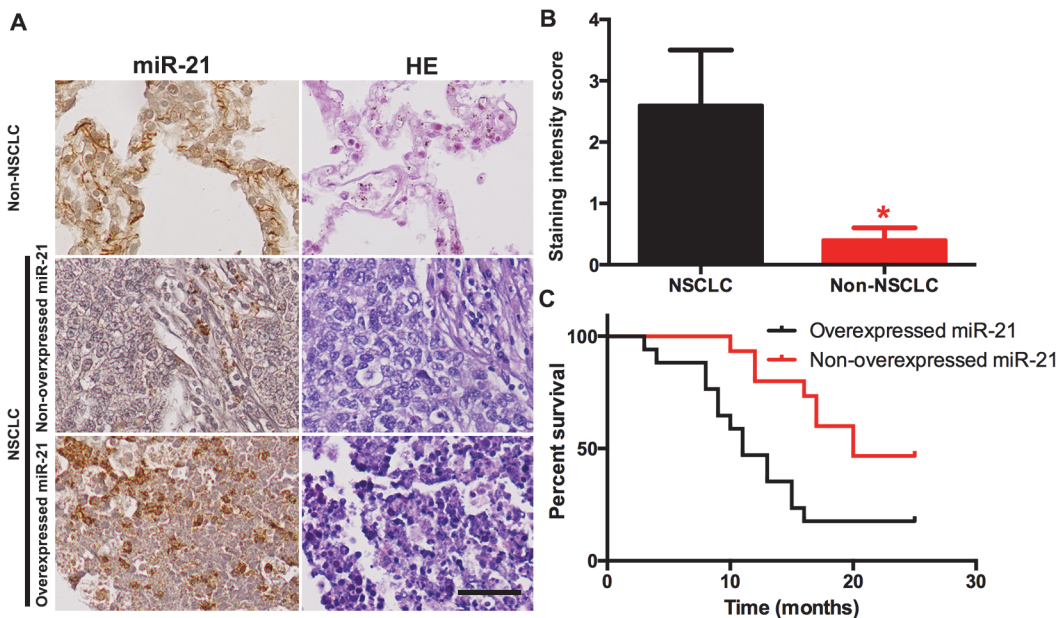 A
miR-21
HE
Non-NSCLC
NSCLC
Non-overpressed miR-21
Overexpressed miR-21
B
Staining intensity score
4
3
2
1
0
*
NSCLC
Non-NSCLC
C
Percent survival
100
50
0
Overexpressed miR-21
Non-overexpressed miR-21
0
10
20
30
Time (months)